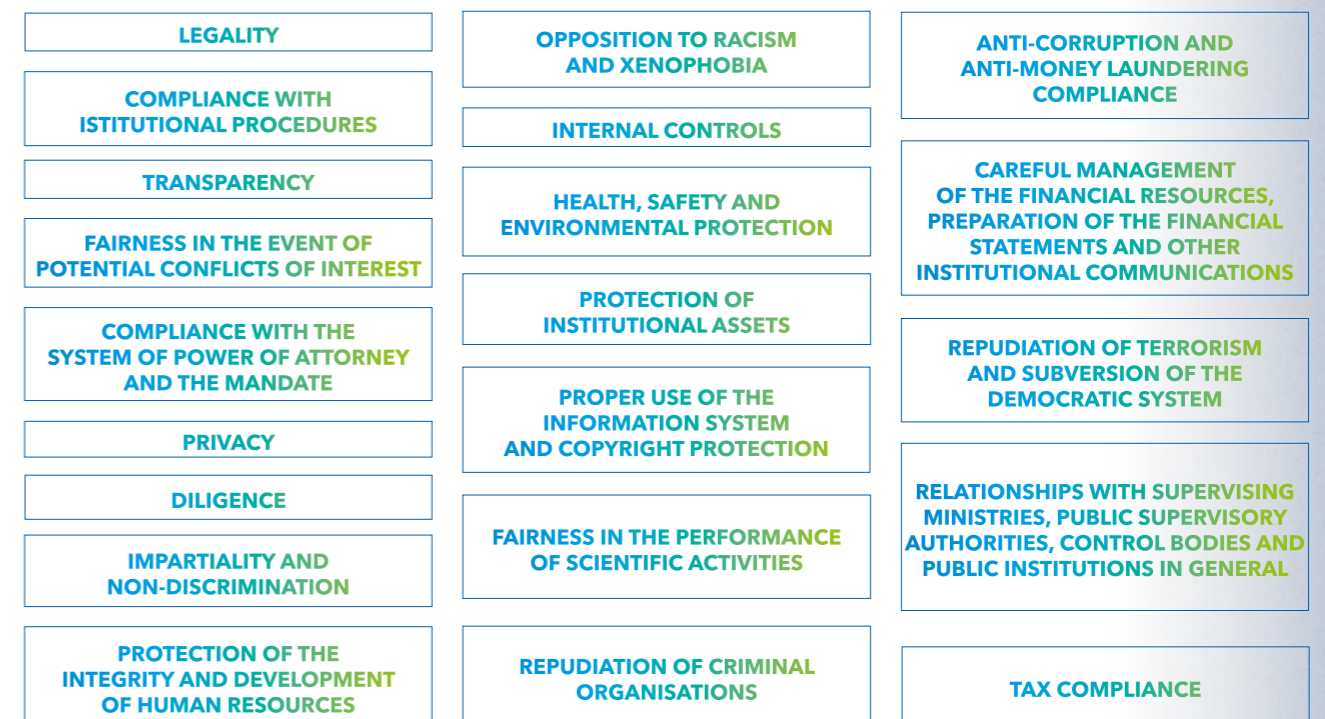 LEGALITY
COMPLIANCE WITH
ISTITUTIONAL PROCEDURES
TRANSPARENCY
FAIRNESS IN THE EVENT OF
POTENTIAL CONFLICTS OF INTEREST
COMPLIANCE WITH THE
SYSTEM OF POWER OF ATTORNEY
AND THE MANDATE
PRIVACY
DILIGENCE
IMPARTIALITY AND
NON-DISCRIMINATION
PROTECTION OF THE
INTEGRITY AND DEVELOPMENT
OF HUMAN RESOURCES
OPPOSITION TO RACISM
AND XENOPHOBIA
INTERNAL CONTROLS
HEALTH, SAFETY AND
ENVIRONMENTAL PROTECTION
PROTECTION OF
INSTITUTIONAL ASSETS
PROPER USE OF THE
INFORMATION SYSTEM
AND COPYRIGHT PROTECTION
FAIRNESS IN THE PERFORMANCE
OF SCIENTIFIC ACTIVITIES
REPUDIATION OF CRIMINAL
ORGANISATIONS
ANTI-CORRUPTION AND
ANTI-MONEY LAUNDERING
COMPLIANCE
CAREFUL MANAGEMENT
OF THE FINANCIAL RESOURCES,
PREPARATION OF THE FINANCIAL
STATEMENTS AND OTHER
INSTITUTIONAL COMMUNICATIONS
REPUDIATION OF TERRORISM
AND SUBVERSION OF THE
DEMOCRATIC SYSTEM
RELATIONSHIPS WITH SUPERVISING
MINISTRIES, PUBLIC SUPERVISORY
AUTHORITIES, CONTROL BODIES AND
PUBLIC INSTITUTIONS IN GENERAL
TAX COMPLIANCE